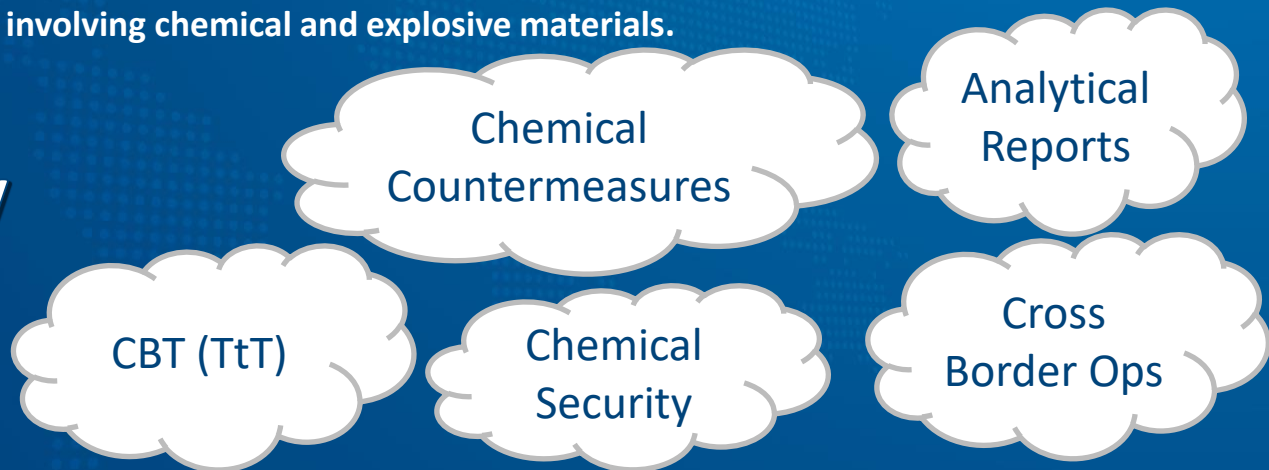 involving chemical and explosive materials.
Chemical
Countermeasures
Analytical
Reports
CBT (TtT)
Chemical
Security
Cross
Border Ops